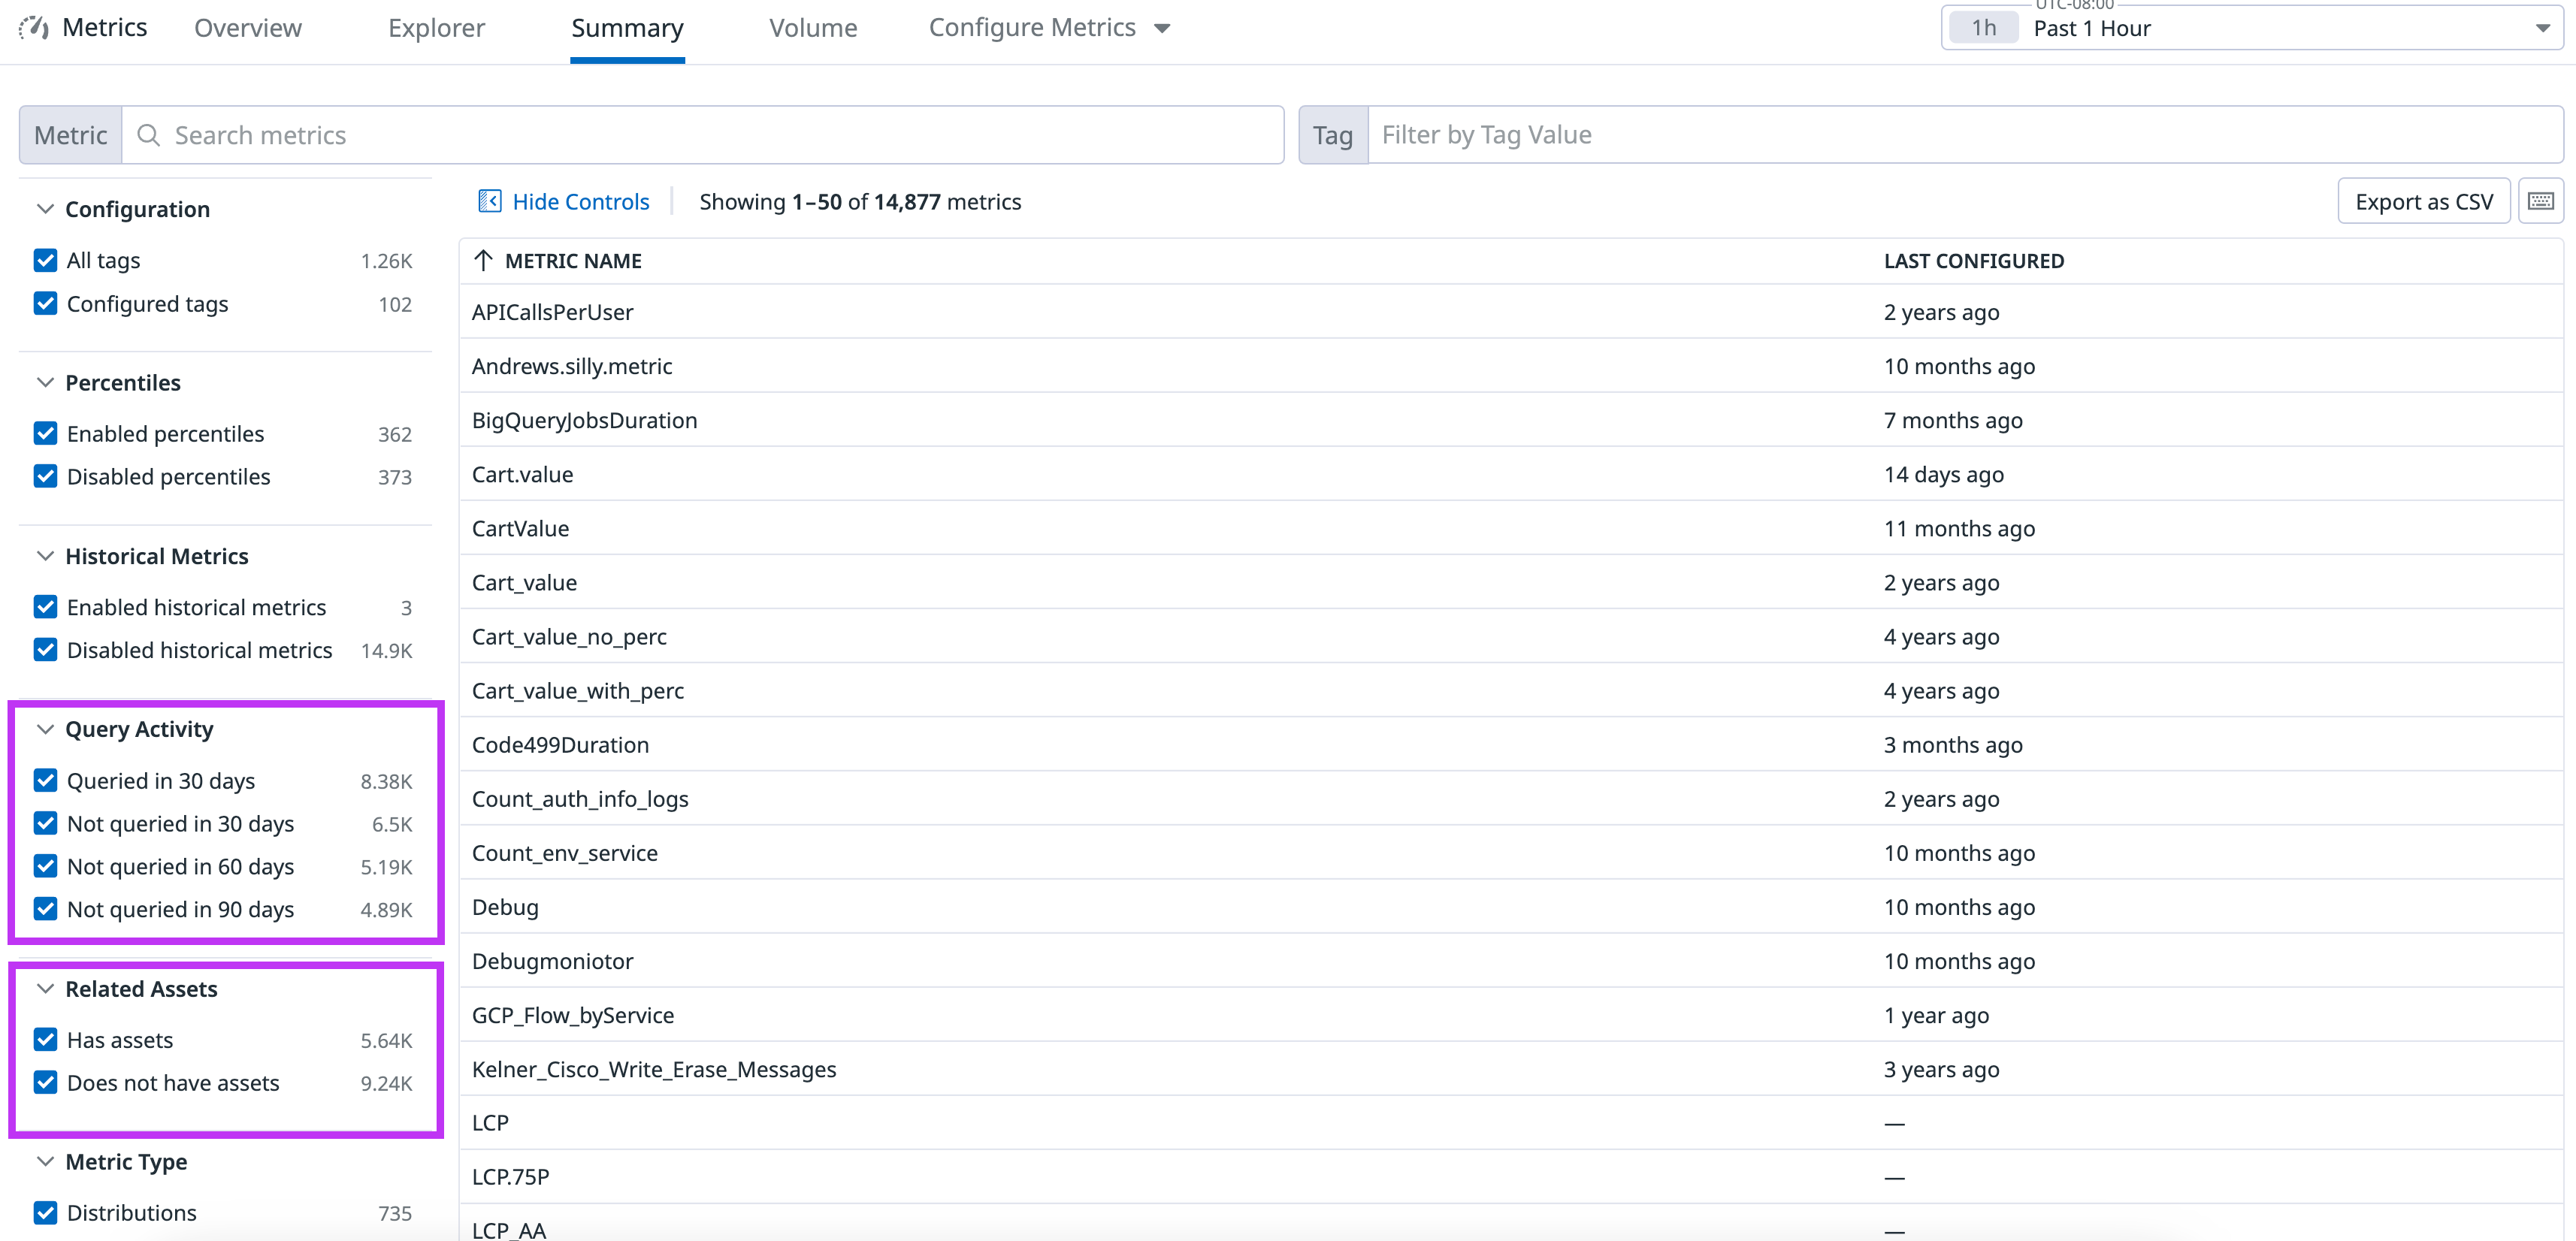 Metrics Overview Explorer Summary Volume Configure Metrics
UTC-08:00
1h Past 1 Hour
Metric Search metrics
Tag Filter by Tag Value
Configuration
All tags 1.26K
Configured tags 102
Percentiles
Enabled percentiles 362
Disabled percentiles 373
Historical Metrics
Enabled historical metrics 3
Disabled historical metrics 14.9K
Query Activity
Queried in 30 days 8.38K
Not queried in 30 days 6.5K
Not queried in 60 days 5.19K
Not queried in 90 days 4.89K
Related Assets
Has assets 5.64K
Does not have assets 9.24K
Metric Type
Distributions 735
Hide Controls Showing 1–50 of 14,877 metrics Export as CSV
METRIC NAME LAST CONFIGURED
APICallsPerUser 2 years ago
Andrews.silly.metric 10 months ago
BigQueryJobsDuration 7 months ago
Cart.value 14 days ago
CartValue 11 months ago
Cart_value 2 years ago
Cart_value_no_perc 4 years ago
Cart_value_with_perc 4 years ago
Code499Duration 3 months ago
Count_auth_info_logs 2 years ago
Count_env_service 10 months ago
Debug 10 months ago
Debugmoniotor 10 months ago
GCP_Flow_byService 1 year ago
Kelner_Cisco_Write_Erase_Messages 3 years ago
LCP —
LCP.75P —
LCP_AA —